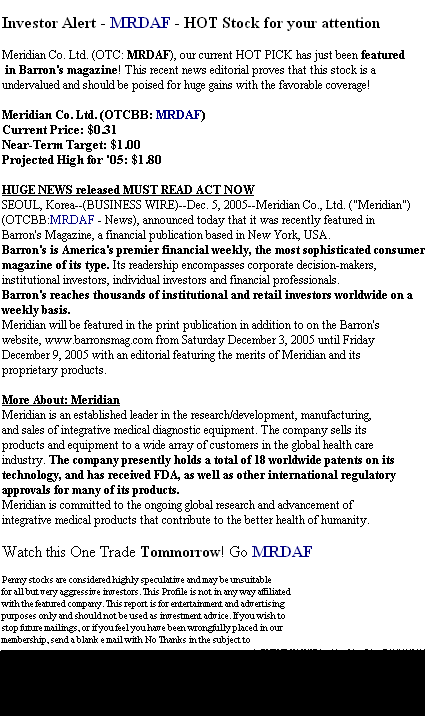 Investor Alert - MRDAF - HOT Stock for your attention
Meridian Co. Ltd. (OTC: MRDAF), our current HOT PICK has just been featured
in Barron's magazine! This recent news editorial proves that this stock is a
undervalued and should be poised for huge gains with the favorable coverage!
Meridian Co. Ltd. (OTCBB: MRDAF)
Current Price: $0.31
Near-Term Target: $1.00
Projected High for '05: $1.80
HUGE NEWS released MUST READ ACT NOW
SEOUL, Korea--(BUSINESS WIRE)--Dec. 5, 2005--Meridian Co., Ltd. ("Meridian")
(OTCBB:MRDAF - News), announced today that it was recently featured in
Barron's Magazine, a financial publication based in New York, USA.
Barron's is America's premier financial weekly, the most sophisticated consumer
magazine of its type. Its readership encompasses corporate decision-makers,
institutional investors, individual investors and financial professionals.
Barron's reaches thousands of institutional and retail investors worldwide on a
weekly basis.
Meridian will be featured in the print publication in addition to on the Barron's
website, www.barronsmag.com from Saturday December 3, 2005 until Friday
December 9, 2005 with an editorial featuring the merits of Meridian and its
proprietary products.
More About: Meridian
Meridian is an established leader in the research/development, manufacturing,
and sales of integrative medical diagnostic equipment. The company sells its
products and equipment to a wide array of customers in the global health care
industry. The company presently holds a total of 18 worldwide patents on its
technology, and has received FDA, as well as other international regulatory
approvals for many of its products.
Meridian is committed to the ongoing global research and advancement of
integrative medical products that contribute to the better health of humanity.
Watch this One Trade Tommorrow! Go MRDAF
Penny stocks are considered highly speculative and may be unsuitable
for all but very aggressive investors. This Profile is not in any way affiliated
with the featured company. This report is for entertainment and advertising
purposes only and should not be used as investment advice. If you wish to
stop future mailings, or if you feel you have been wrongfully placed in our
membership, send a blank e mail with No Thanks in the subject to